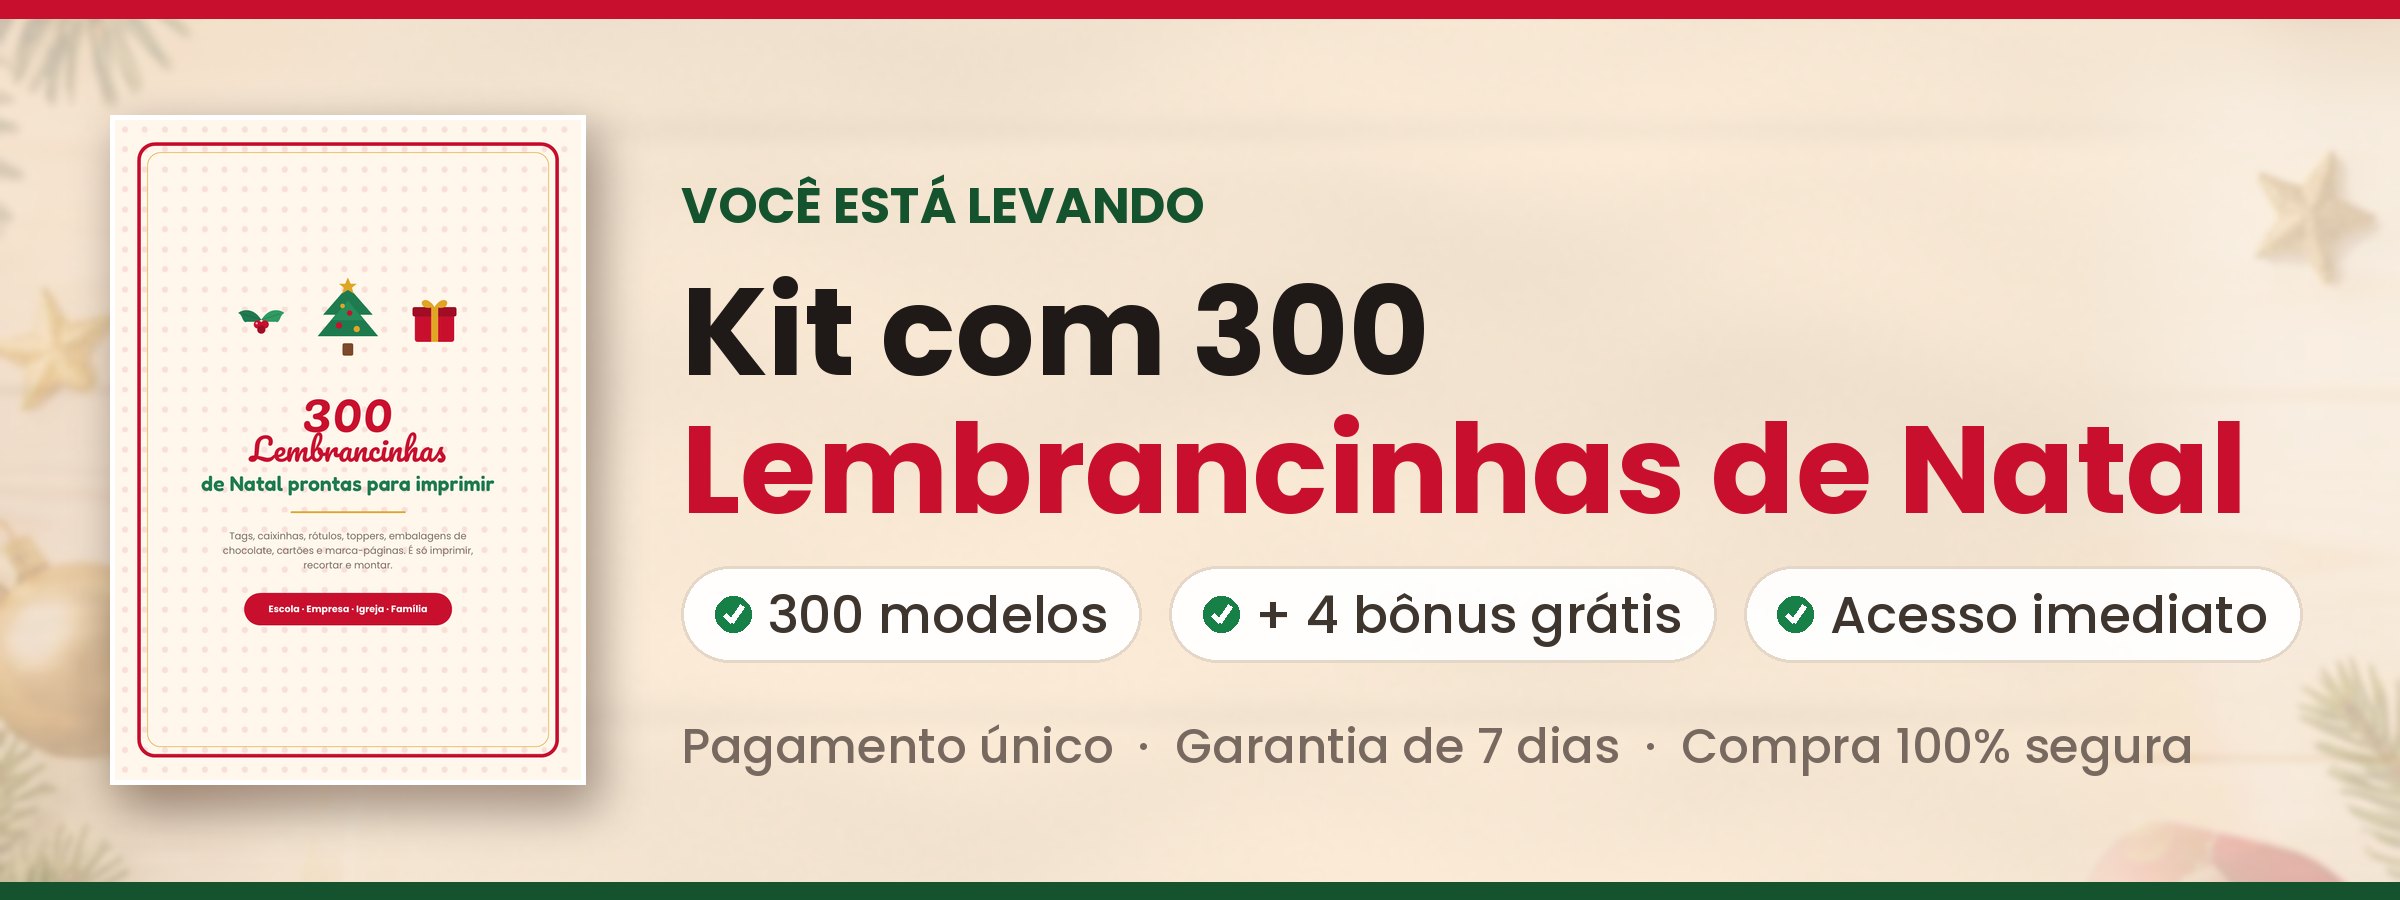 300
Lembrancinhas
de Natal prontas para imprimir
Tags, caixinhas, rótulos, toppers, embalagens de
chocolate, cartões e marca-páginas. É só imprimir,
recortar e montar.
Escola · Empresa · Igreja · Família
VOCÊ ESTÁ LEVANDO
Kit com 300
Lembrancinhas de Natal
300 modelos
+ 4 bônus grátis
Acesso imediato
Pagamento único · Garantia de 7 dias · Compra 100% segura